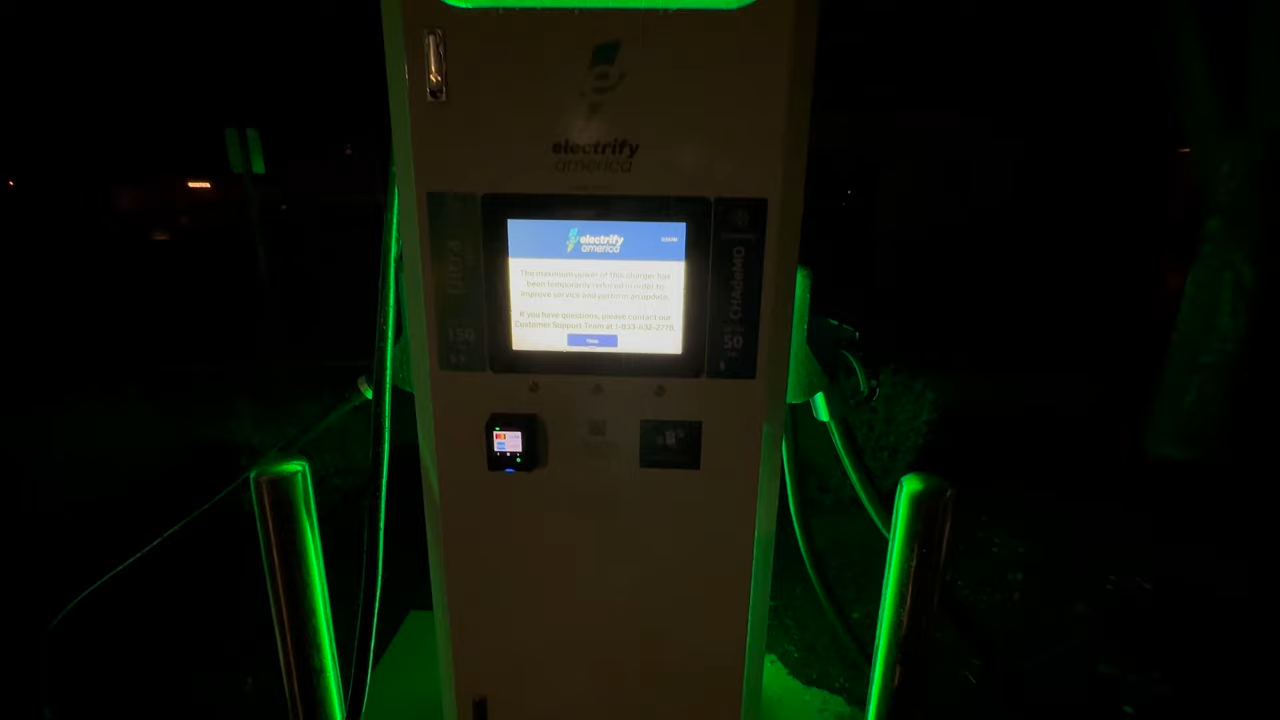 electrify
america
electrify
america
The maximum power of this charger has
been temporarily reduced in order to
improve service and perform an update.
If you have questions, please contact our
Customer Support Team at 1-833-632-2778.
ultra
150
CHAdeMO
50